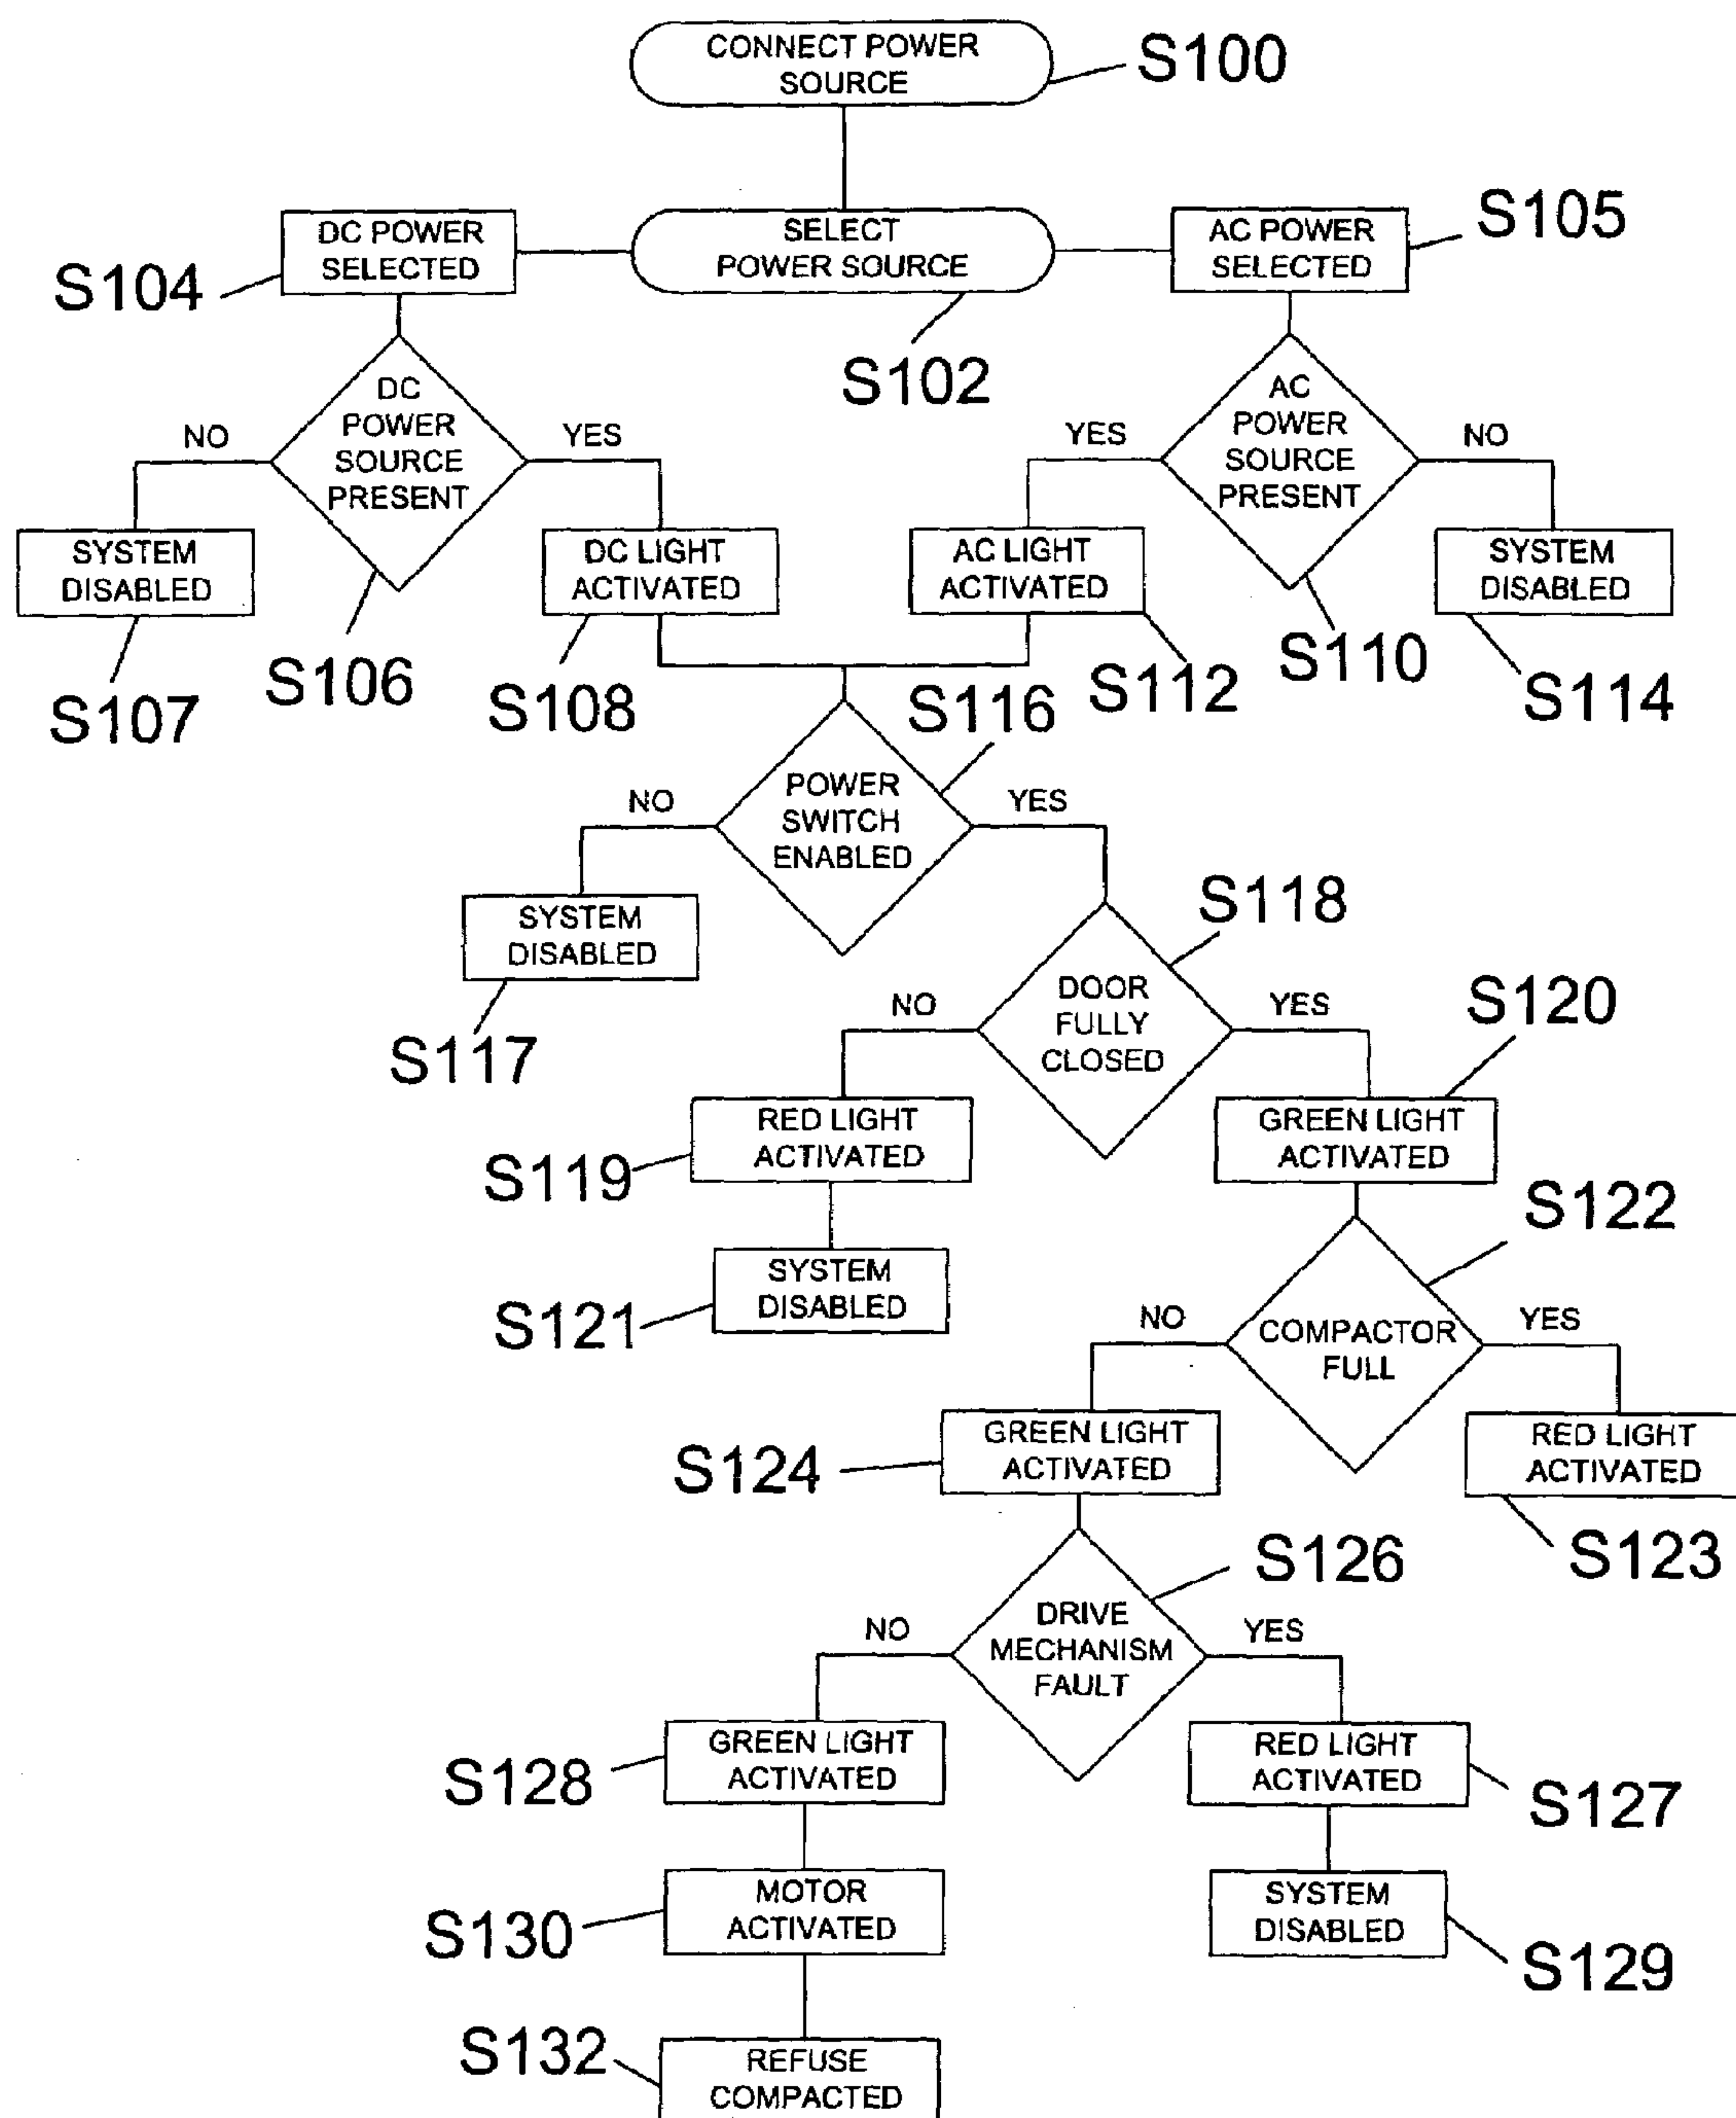 CONNECT POWER
SOURCE
S100
DC POWER
SELECTED
S104
SELECT
POWER SOURCE
S102
AC POWER
SELECTED
S105
DC
POWER
SOURCE
PRESENT
NO
YES
S106
AC
POWER
SOURCE
PRESENT
YES
NO
S110
SYSTEM
DISABLED
S107
DC LIGHT
ACTIVATED
S108
AC LIGHT
ACTIVATED
S112
SYSTEM
DISABLED
S114
POWER
SWITCH
ENABLED
S116
NO
YES
SYSTEM
DISABLED
S117
DOOR
FULLY
CLOSED
S118
NO
YES
RED LIGHT
ACTIVATED
S119
GREEN LIGHT
ACTIVATED
S120
SYSTEM
DISABLED
S121
COMPACTOR
FULL
S122
NO
YES
GREEN LIGHT
ACTIVATED
S124
RED LIGHT
ACTIVATED
S123
DRIVE
MECHANISM
FAULT
S126
NO
YES
GREEN LIGHT
ACTIVATED
S128
RED LIGHT
ACTIVATED
S127
MOTOR
ACTIVATED
S130
SYSTEM
DISABLED
S129
REFUSE
COMPACTED
S132